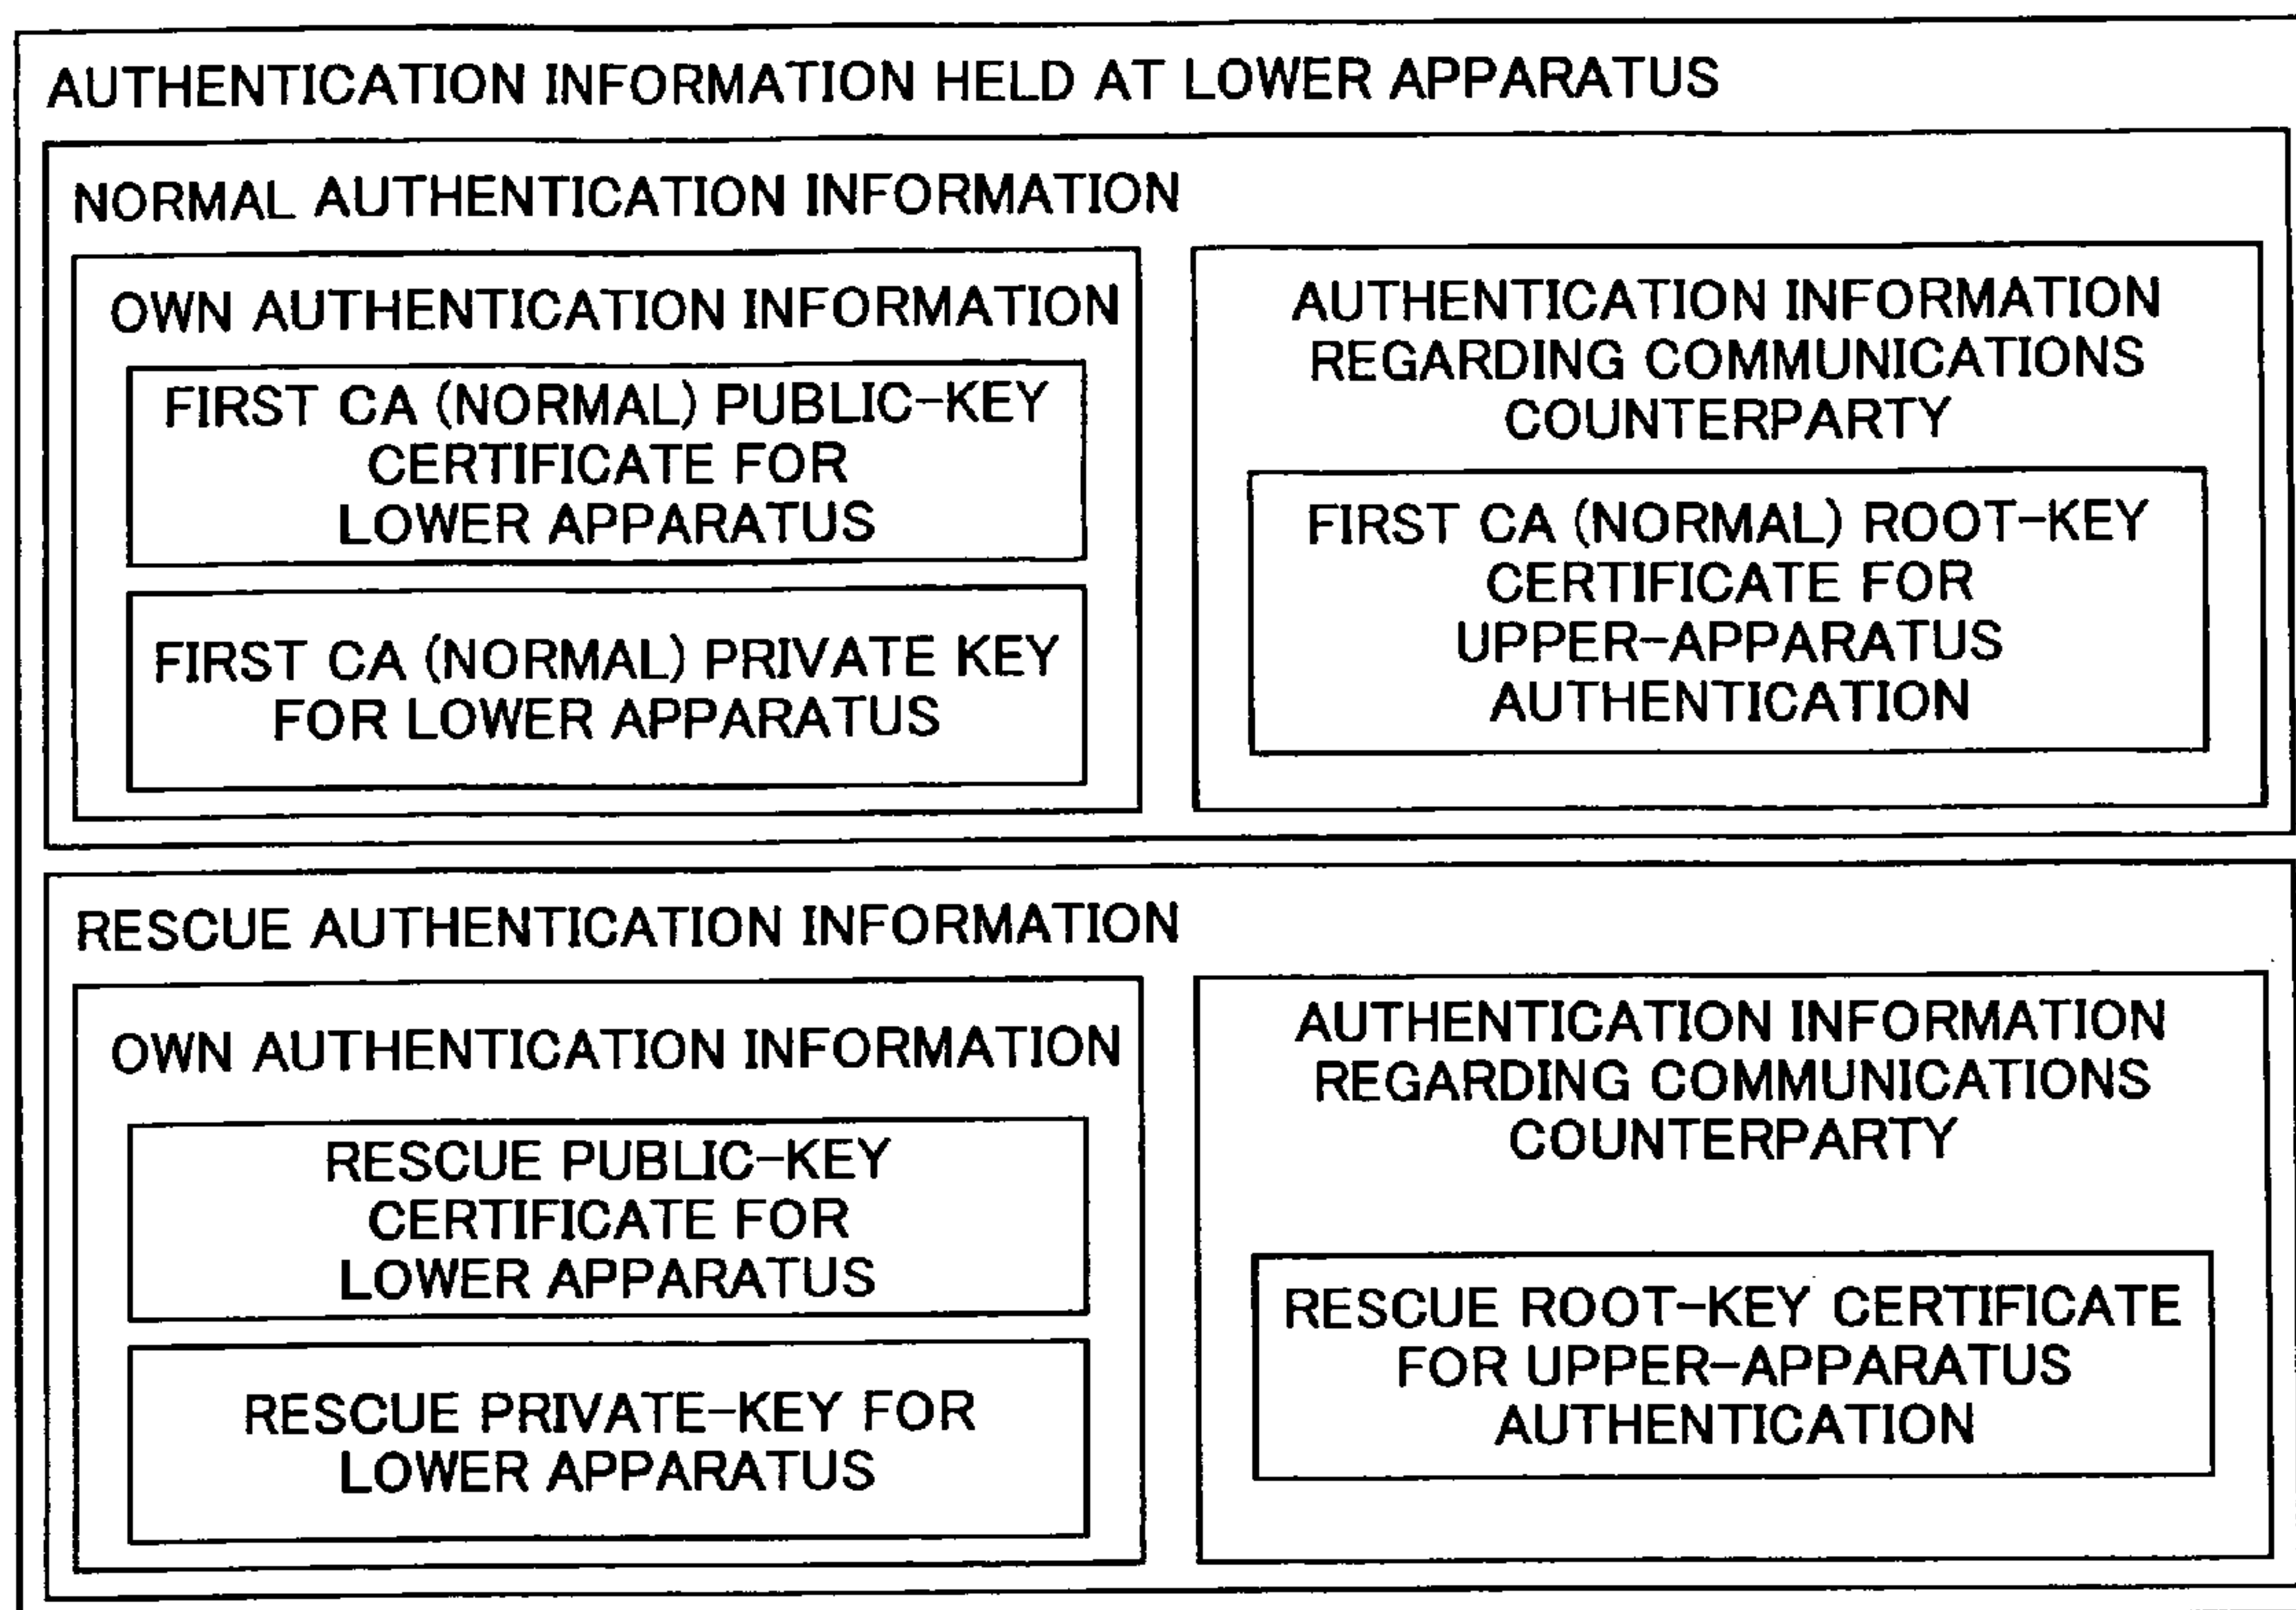 AUTHENTICATION INFORMATION HELD AT LOWER APPARATUS
NORMAL AUTHENTICATION INFORMATION
OWN AUTHENTICATION INFORMATION
FIRST CA (NORMAL) PUBLIC-KEY
CERTIFICATE FOR
LOWER APPARATUS
FIRST CA (NORMAL) PRIVATE KEY
FOR LOWER APPARATUS
AUTHENTICATION INFORMATION
REGARDING COMMUNICATIONS
COUNTERPARTY
FIRST CA (NORMAL) ROOT-KEY
CERTIFICATE FOR
UPPER-APPARATUS
AUTHENTICATION
RESCUE AUTHENTICATION INFORMATION
OWN AUTHENTICATION INFORMATION
RESCUE PUBLIC-KEY
CERTIFICATE FOR
LOWER APPARATUS
RESCUE PRIVATE-KEY FOR
LOWER APPARATUS
AUTHENTICATION INFORMATION
REGARDING COMMUNICATIONS
COUNTERPARTY
RESCUE ROOT-KEY CERTIFICATE
FOR UPPER-APPARATUS
AUTHENTICATION